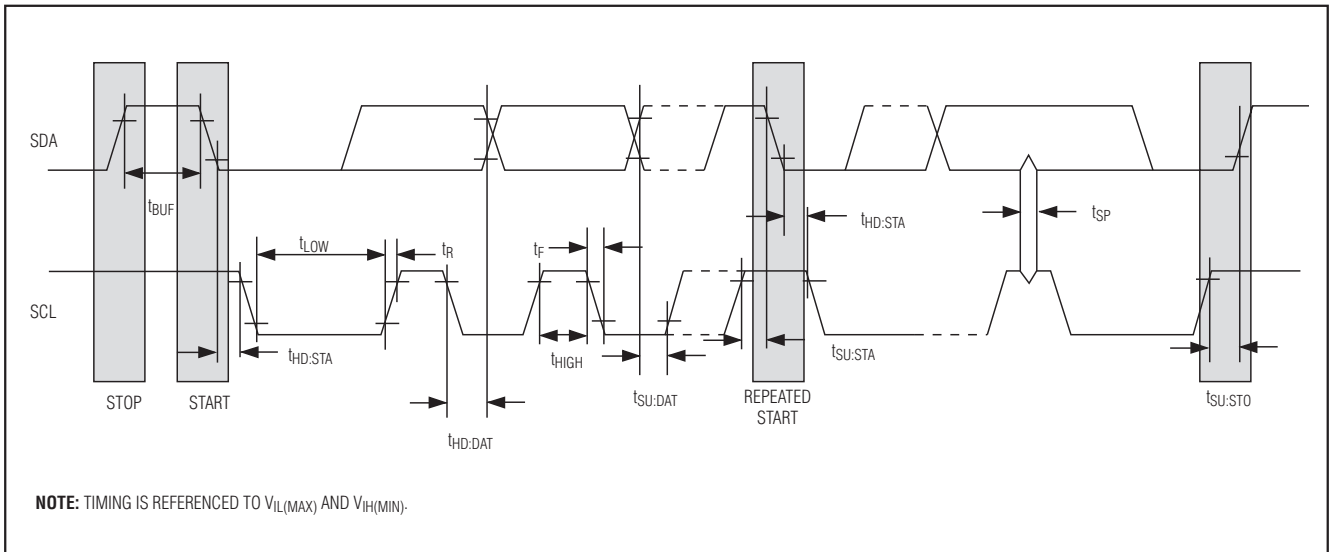 SDA
tBUF
tHD:STA
tSP
tLOW
tR
tF
SCL
tHD:STA
tHIGH
tSU:STA
STOP
START
tSU:DAT
REPEATED
START
tSU:STO
tHD:DAT
NOTE: TIMING IS REFERENCED TO VIL(MAX) AND VIH(MIN).